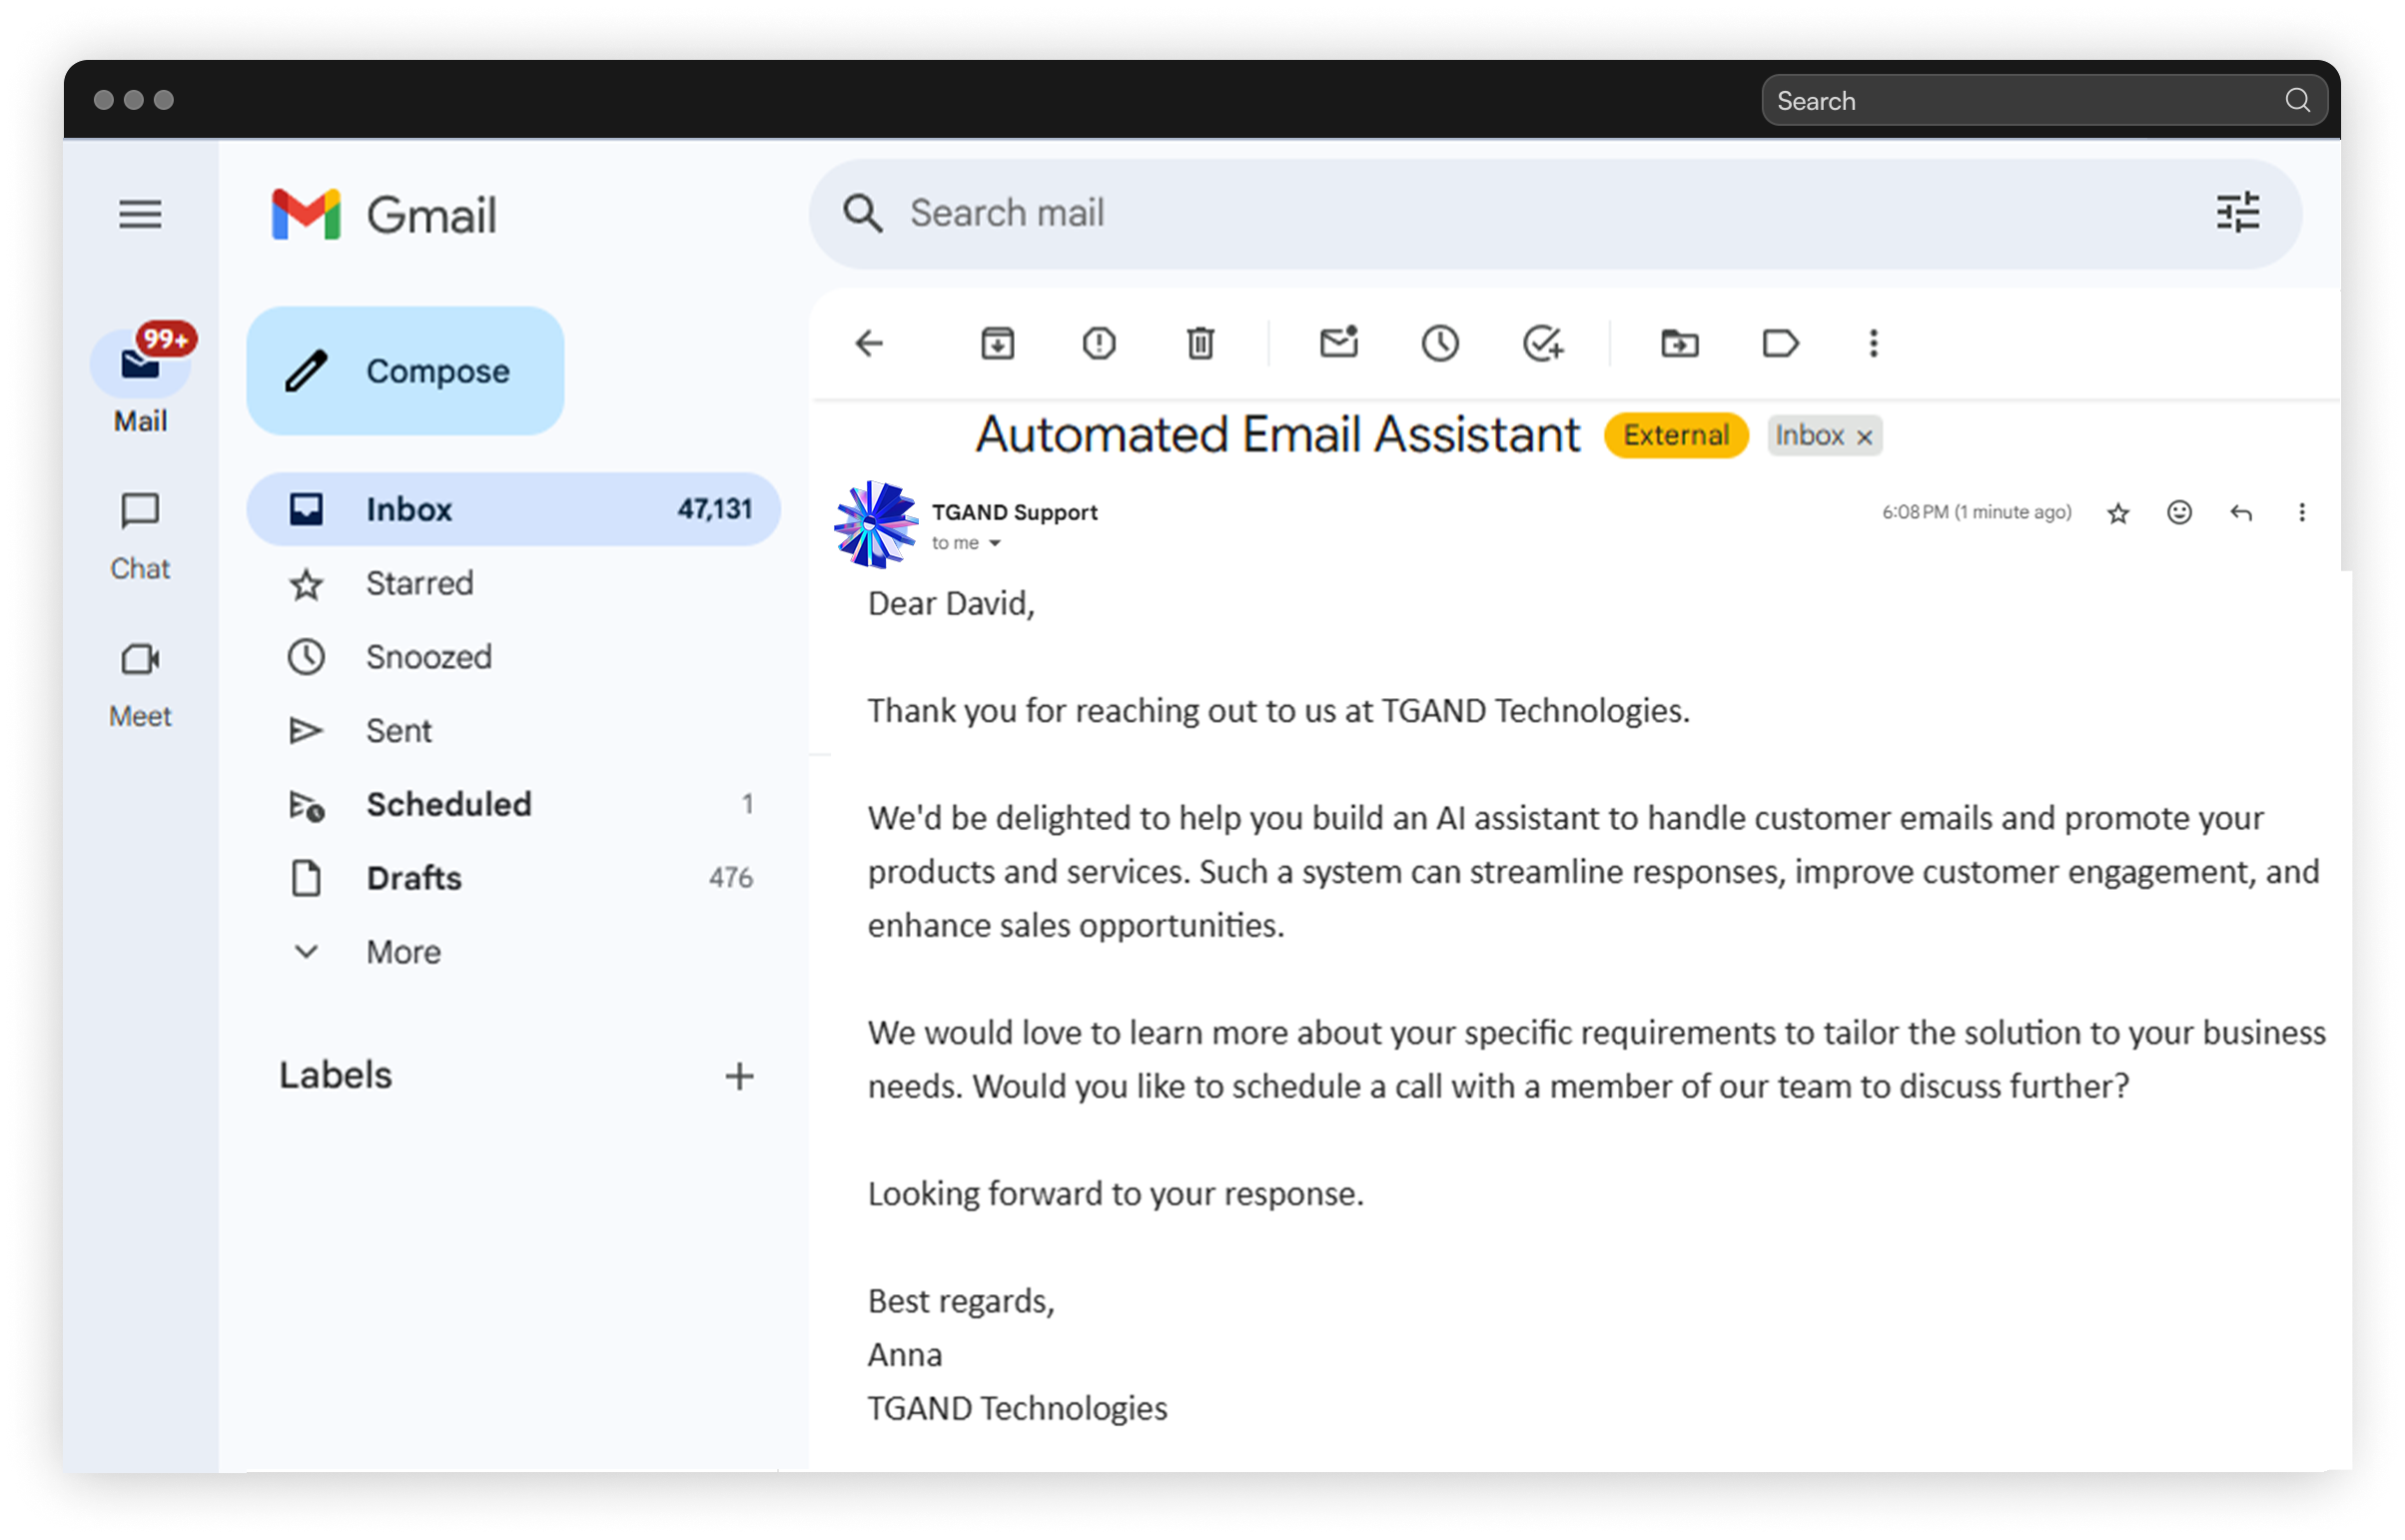 Search
Gmail
Search mail
99+
Mail
Compose
Chat
Meet
Inbox 47,131
Starred
Snoozed
Sent
Scheduled 1
Drafts 476
More
Labels
Automated Email Assistant External Inbox ×
TGAND Support 6:08 PM (1 minute ago)
to me
Dear David,
Thank you for reaching out to us at TGAND Technologies.
We'd be delighted to help you build an AI assistant to handle customer emails and promote your
products and services. Such a system can streamline responses, improve customer engagement, and
enhance sales opportunities.
We would love to learn more about your specific requirements to tailor the solution to your business
needs. Would you like to schedule a call with a member of our team to discuss further?
Looking forward to your response.
Best regards,
Anna
TGAND Technologies